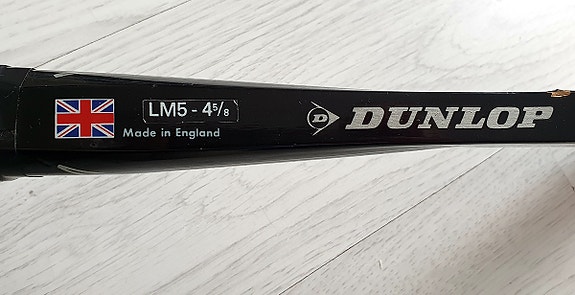 LM5 - 4⅝
Made in England
D DUNLOP